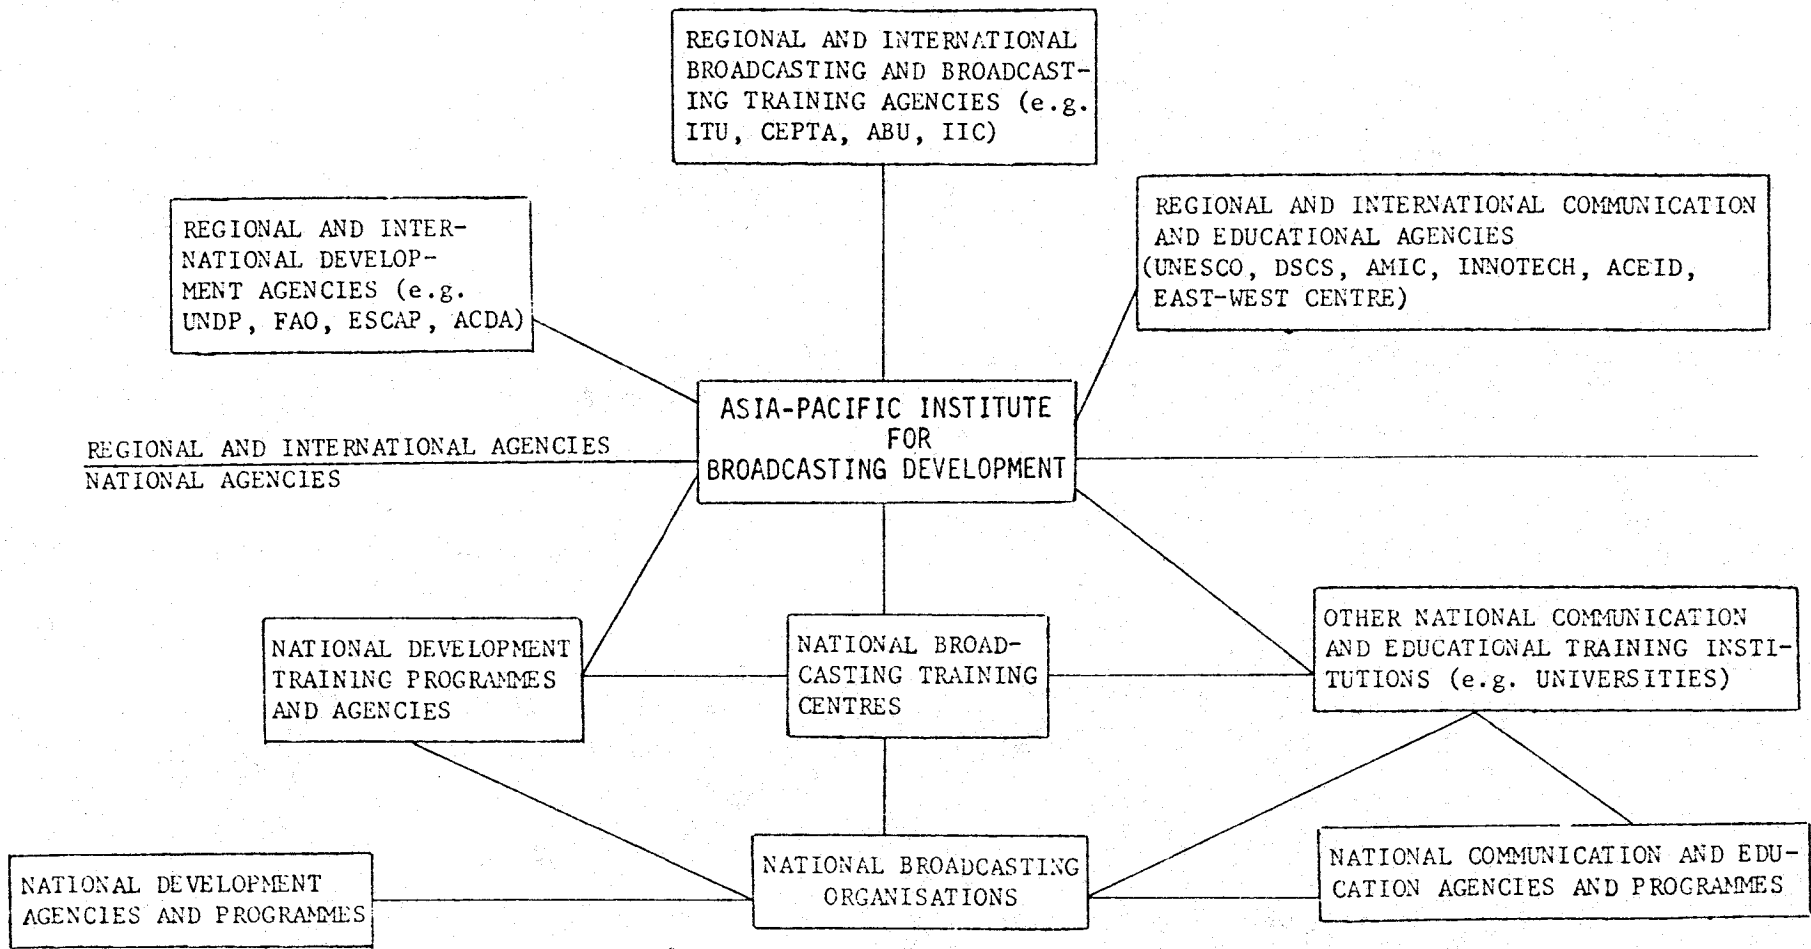 REGIONAL AND INTERNATIONAL
BROADCASTING AND BROADCAST-
ING TRAINING AGENCIES (e.g.
ITU, CEPTA, ABU, IIC)
REGIONAL AND INTER-
NATIONAL DEVELOP-
MENT AGENCIES (e.g.
UNDP, FAO, ESCAP, ACDA)
REGIONAL AND INTERNATIONAL COMMUNICATION
AND EDUCATIONAL AGENCIES
(UNESCO, DSCS, AMIC, INNOTECH, ACEID,
EAST-WEST CENTRE)
ASIA-PACIFIC INSTITUTE
FOR
BROADCASTING DEVELOPMENT
REGIONAL AND INTERNATIONAL AGENCIES
NATIONAL AGENCIES
NATIONAL DEVELOPMENT
TRAINING PROGRAMMES
AND AGENCIES
NATIONAL BROAD-
CASTING TRAINING
CENTRES
OTHER NATIONAL COMMUNICATION
AND EDUCATIONAL TRAINING INSTI-
TUTIONS (e.g. UNIVERSITIES)
NATIONAL DEVELOPMENT
AGENCIES AND PROGRAMMES
NATIONAL BROADCASTING
ORGANISATIONS
NATIONAL COMMUNICATION AND EDU-
CATION AGENCIES AND PROGRAMMES